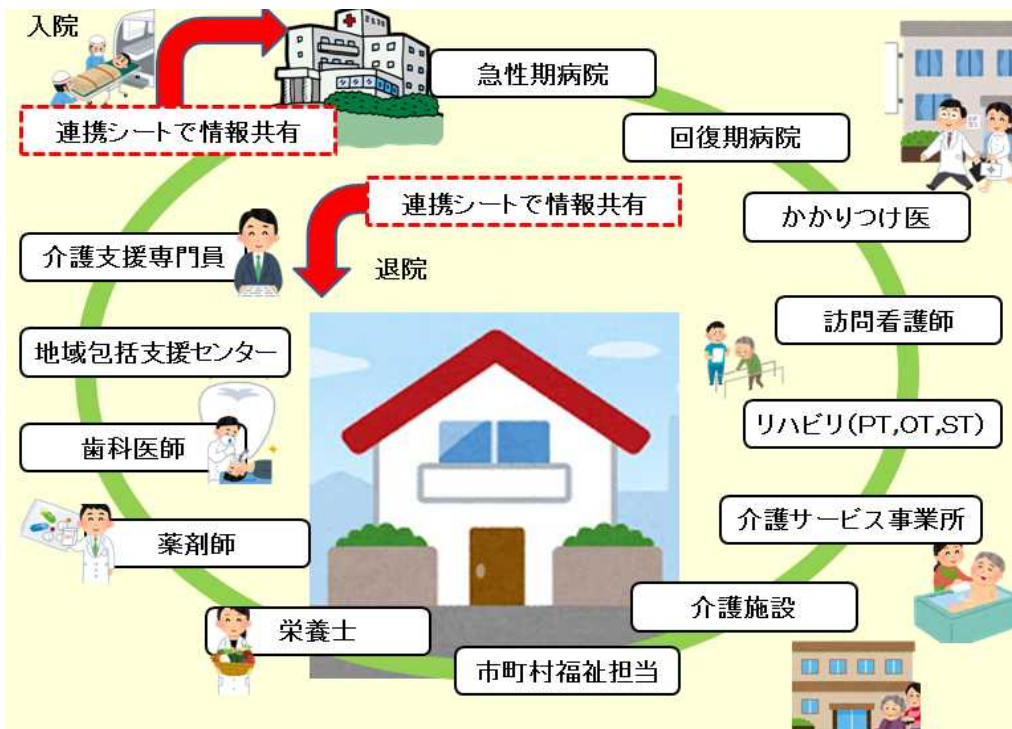 入院
急性期病院
連携シートで情報共有
回復期病院
連携シートで情報共有
かかりつけ医
介護支援専門員
退院
訪問看護師
地域包括支援センター
リハビリ(PT,OT,ST)
歯科医師
介護サービス事業所
薬剤師
介護施設
栄養士
市町村福祉担当